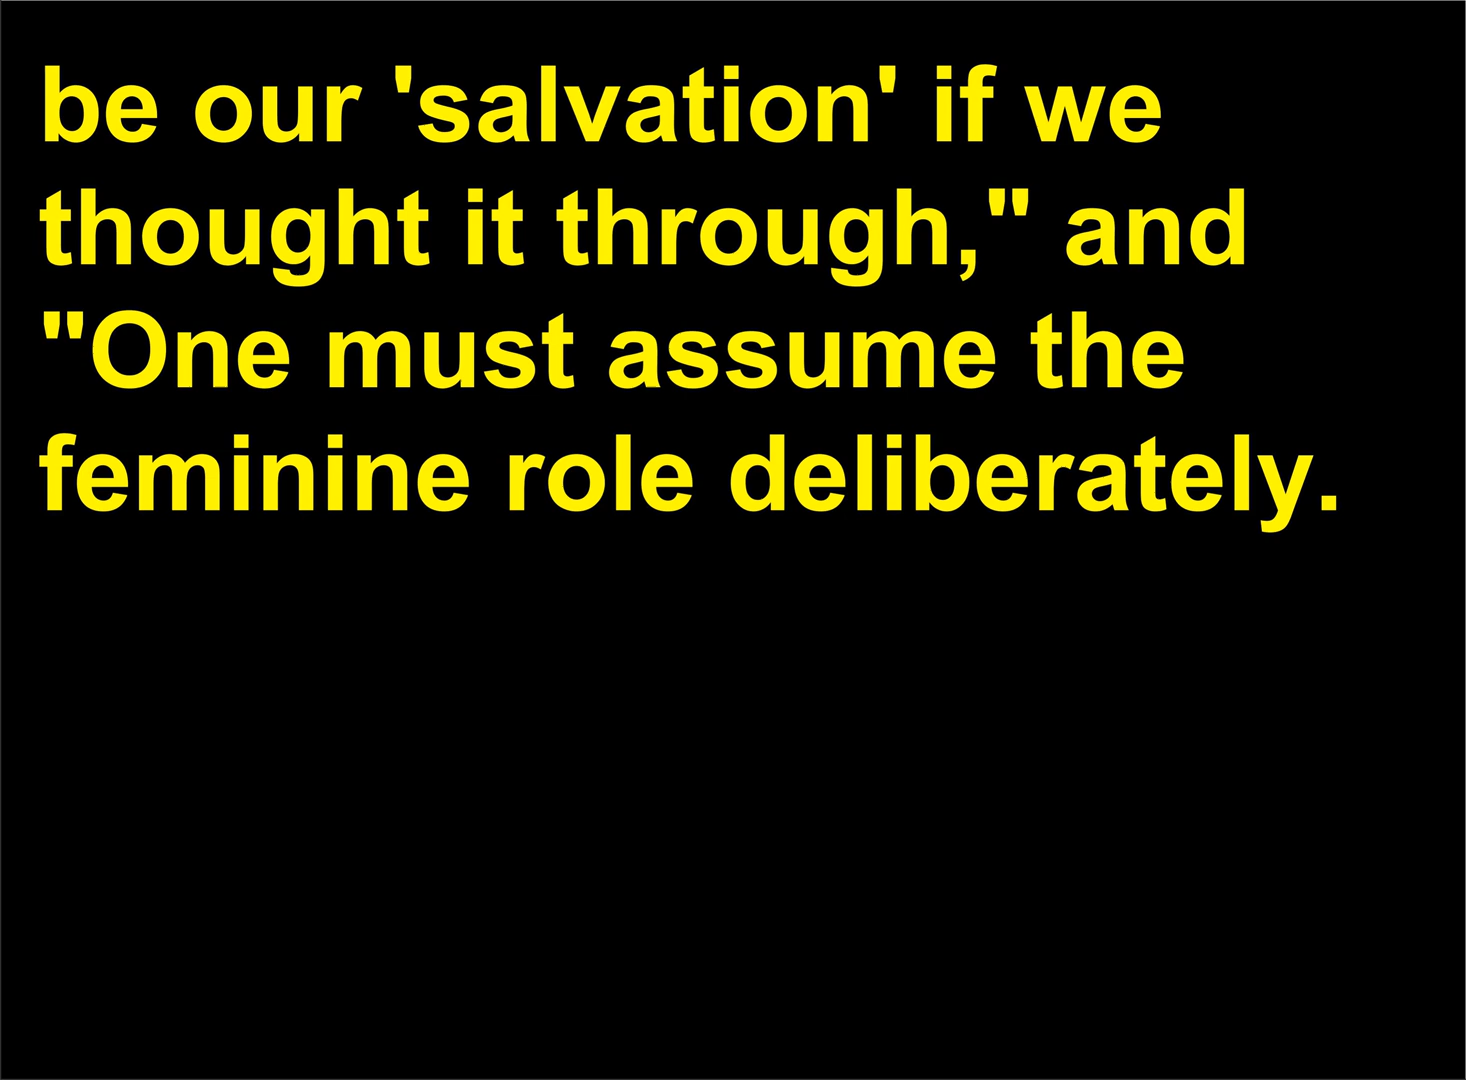 be our 'salvation' if we
thought it through," and
"One must assume the
feminine role deliberately.